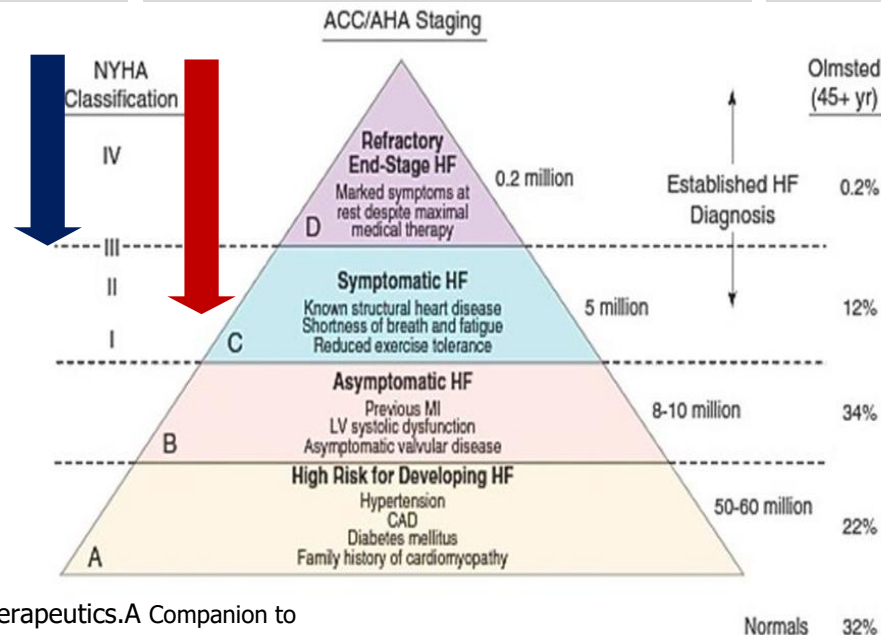 ACC/AHA Staging
NYHA
Classification
Olmsted
(45+ yr)
IV
Refractory
End-Stage HF
Marked symptoms at
rest despite maximal
medical therapy
D
0.2 million
Established HF
Diagnosis
0.2%
III
II
I
Symptomatic HF
Known structural heart disease
Shortness of breath and fatigue
Reduced exercise tolerance
C
5 million
12%
Asymptomatic HF
Previous MI
LV systolic dysfunction
Asymptomatic valvular disease
B
8-10 million
34%
High Risk for Developing HF
Hypertension
CAD
Diabetes mellitus
Family history of cardiomyopathy
A
50-60 million
22%
erapeutics.A Companion to
Normals 32%